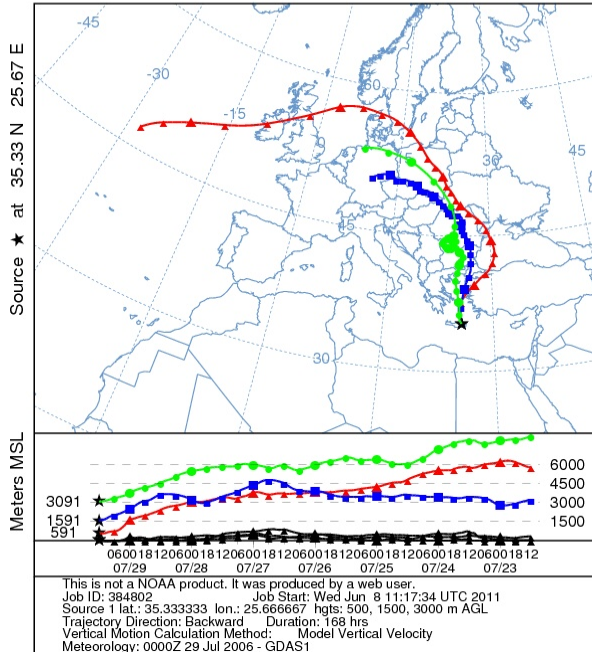 Source ★ at 35.33 N 25.67 E
-45
-30
-15
60
45
30
45
15
30
Meters MSL
6000
4500
3000
1500
3091
1591
591
06001812060018120600181206001812060018120600181206001812
07/29 07/28 07/27 07/26 07/25 07/24 07/23
This is not a NOAA product. It was produced by a web user.
Job ID: 384802 Job Start: Wed Jun 8 11:17:34 UTC 2011
Source 1 lat.: 35.333333 lon.: 25.666667 hgts: 500, 1500, 3000 m AGL
Trajectory Direction: Backward Duration: 168 hrs
Vertical Motion Calculation Method: Model Vertical Velocity
Meteorology: 0000Z 29 Jul 2006 - GDAS1